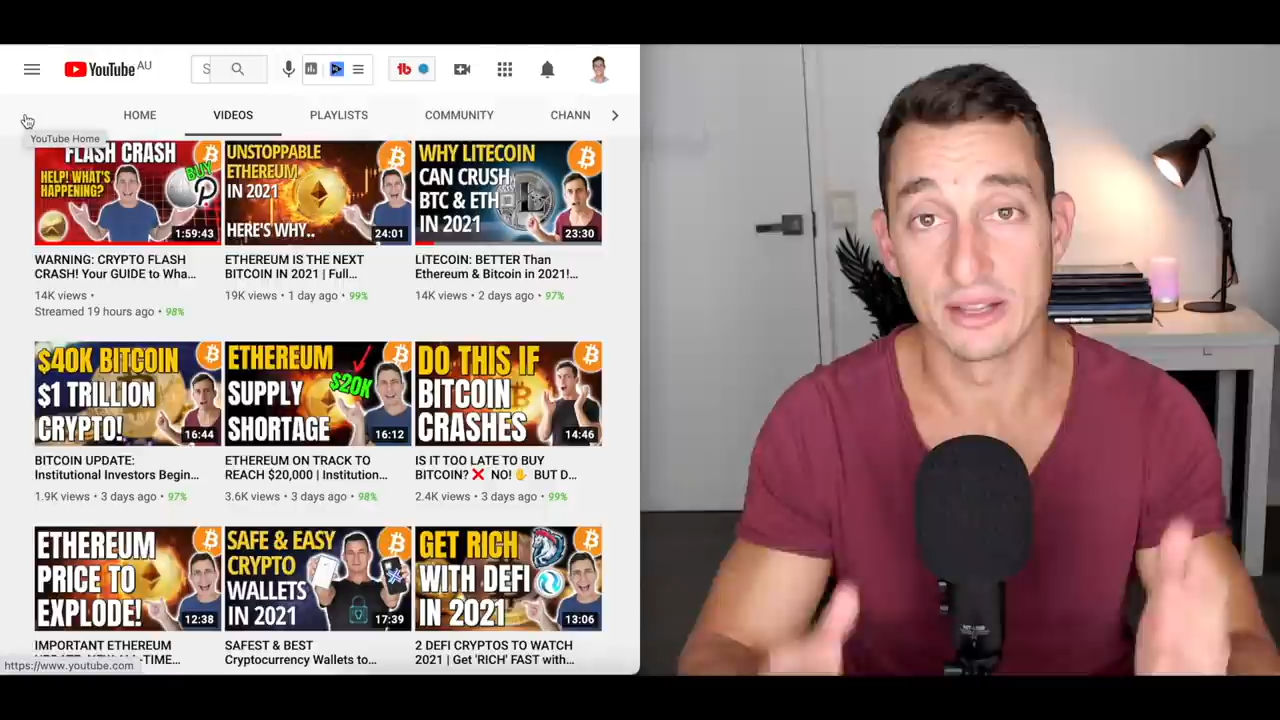 YouTube AU
S
HOME
VIDEOS
PLAYLISTS
COMMUNITY
CHANN
YouTube Home
FLASH CRASH
HELP! WHAT'S
HAPPENING?
BUY
1:59:43
WARNING: CRYPTO FLASH
CRASH! Your GUIDE to Wha...
14K views •
Streamed 19 hours ago • 98%
UNSTOPPABLE
ETHEREUM
IN 2021
HERE'S WHY..
24:01
ETHEREUM IS THE NEXT
BITCOIN IN 2021 | Full...
19K views • 1 day ago • 99%
WHY LITECOIN
CAN CRUSH
BTC & ETH
IN 2021
23:30
LITECOIN: BETTER Than
Ethereum & Bitcoin in 2021!...
14K views • 2 days ago • 97%
$40K BITCOIN
$1 TRILLION
CRYPTO!
16:44
BITCOIN UPDATE:
Institutional Investors Begin...
1.9K views • 3 days ago • 97%
ETHEREUM
SUPPLY
$20K
SHORTAGE
16:12
ETHEREUM ON TRACK TO
REACH $20,000 | Institution...
3.6K views • 3 days ago • 98%
DO THIS IF
BITCOIN
CRASHES
14:46
IS IT TOO LATE TO BUY
BITCOIN? ❌ NO! ✋ BUT D...
2.4K views • 3 days ago • 99%
ETHEREUM
PRICE TO
EXPLODE!
12:38
IMPORTANT ETHEREUM
SAFE & EASY
CRYPTO
WALLETS
IN 2021
17:39
SAFEST & BEST
Cryptocurrency Wallets to...
GET RICH
WITH DEFI
IN 2021
13:06
2 DEFI CRYPTOS TO WATCH
2021 | Get 'RICH' FAST with...
https://www.youtube.com